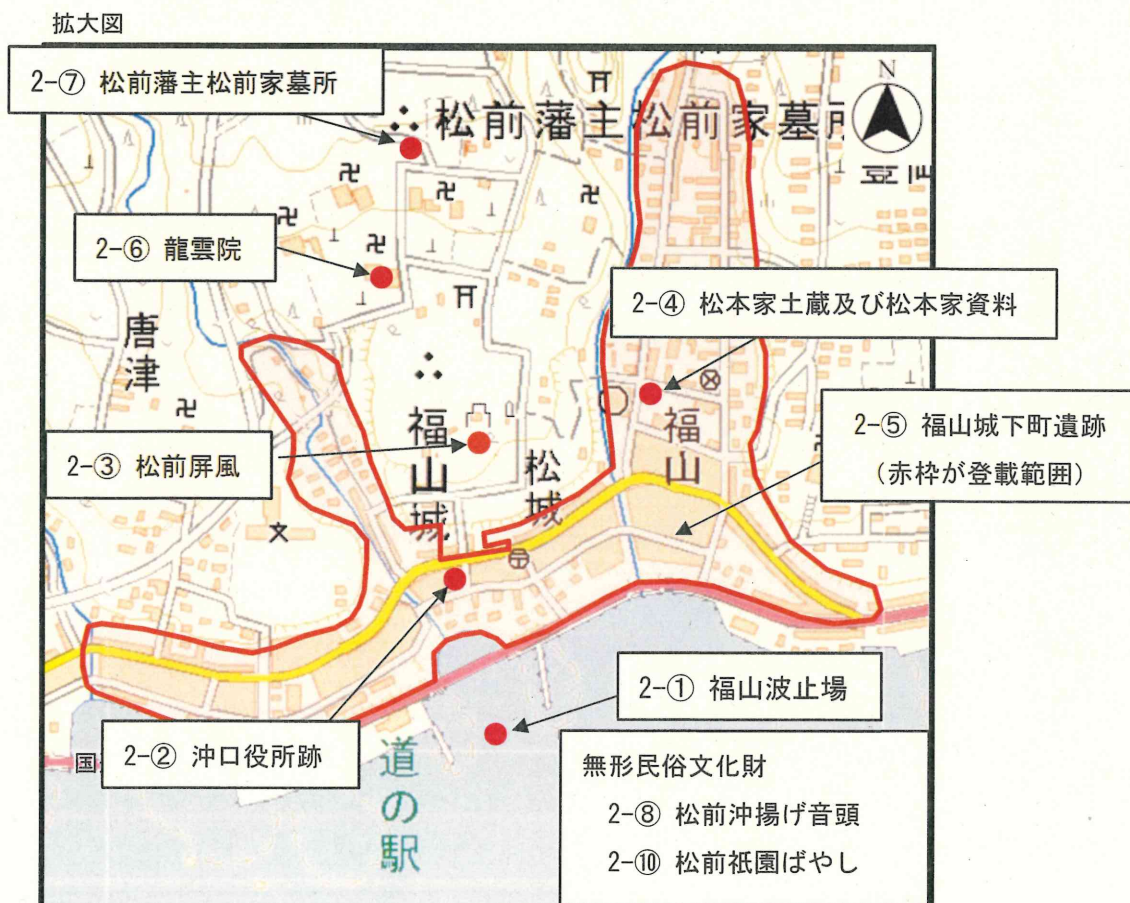 拡大図
2-⑦ 松前藩主松前家墓所
N
松前藩主松前家墓所
2-⑥ 龍雲院
2-④ 松本家土蔵及び松本家資料
唐津
福山城
松城
福山
2-③ 松前屏風
2-⑤ 福山城下町遺跡
(赤枠が登載範囲)
2-① 福山波止場
国
2-② 沖口役所跡
道の駅
無形民俗文化財
2-⑧ 松前沖揚げ音頭
2-⑩ 松前祇園ばやし